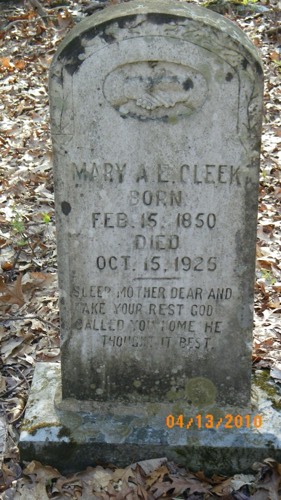 MARY A. E. CLEEK
BORN
FEB. 15. 1850
DIED
OCT. 15, 1925
SLEEP MOTHER DEAR AND
TAKE YOUR REST GOD
CALLED YOU HOME HE
THOUGHT IT BEST.
04/13/2010